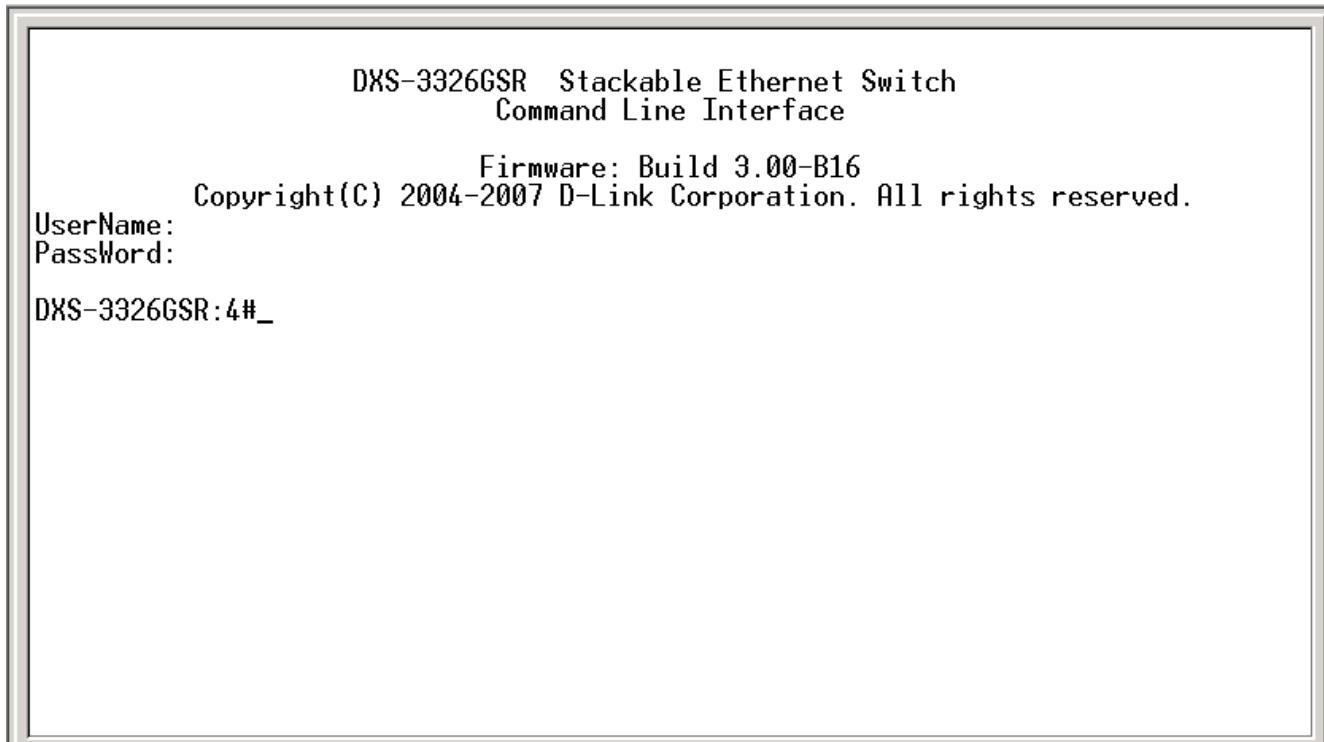 DXS-3326GSR Stackable Ethernet Switch
Command Line Interface
Firmware: Build 3.00-B16
Copyright(C) 2004-2007 D-Link Corporation. All rights reserved.
UserName:
PassWord:
DXS-3326GSR:4#_